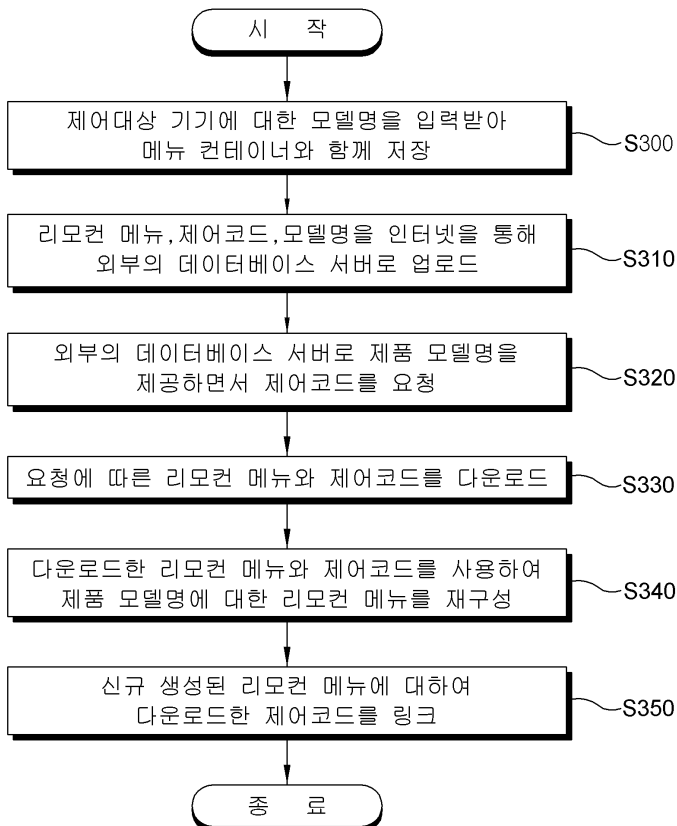 시 작
제어대상 기기에 대한 모델명을 입력받아
메뉴 컨테이너와 함께 저장
S300
리모컨 메뉴,제어코드,모델명을 인터넷을 통해
외부의 데이터베이스 서버로 업로드
S310
외부의 데이터베이스 서버로 제품 모델명을
제공하면서 제어코드를 요청
S320
요청에 따른 리모컨 메뉴와 제어코드를 다운로드
S330
다운로드한 리모컨 메뉴와 제어코드를 사용하여
제품 모델명에 대한 리모컨 메뉴를 재구성
S340
신규 생성된 리모컨 메뉴에 대하여
다운로드한 제어코드를 링크
S350
종 료